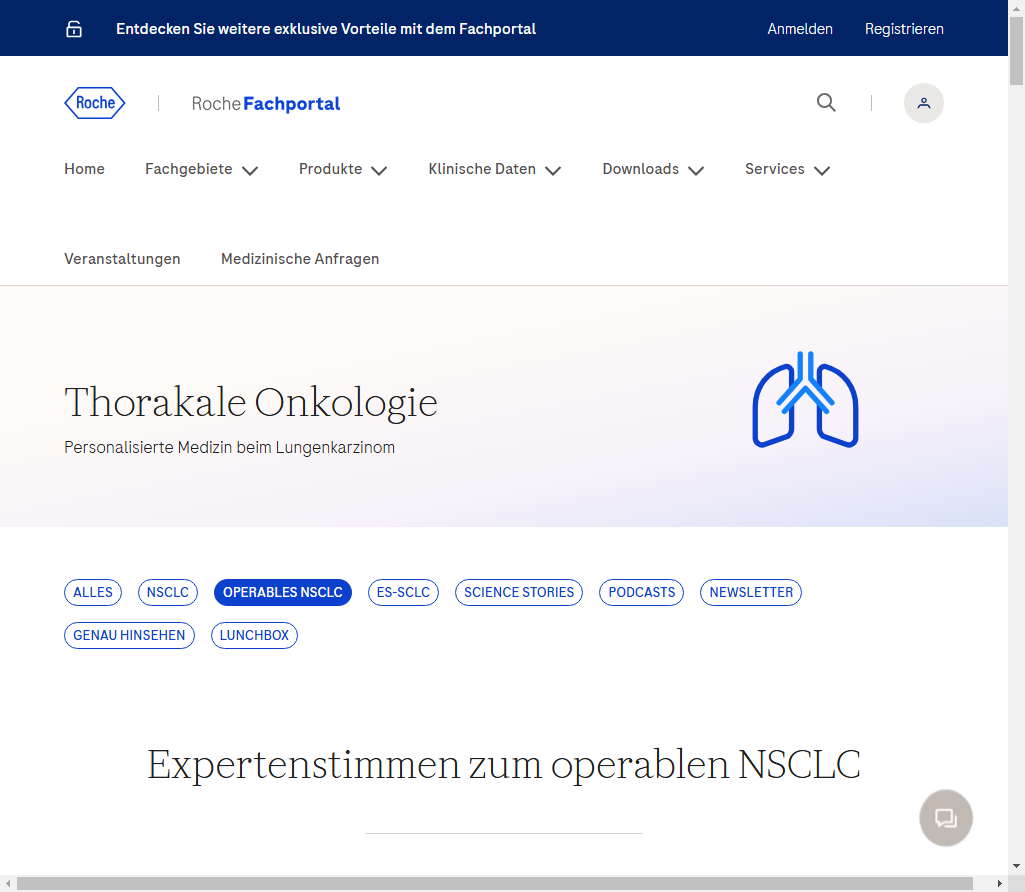 Entdecken Sie weitere exklusive Vorteile mit dem Fachportal Anmelden Registrieren
Roche Roche Fachportal
Home Fachgebiete Produkte Klinische Daten Downloads Services
Veranstaltungen Medizinische Anfragen
Thorakale Onkologie
Personalisierte Medizin beim Lungenkarzinom
ALLES NSCLC OPERABLES NSCLC ES-SCLC SCIENCE STORIES PODCASTS NEWSLETTER
GENAU HINSEHEN LUNCHBOX
Expertenstimmen zum operablen NSCLC